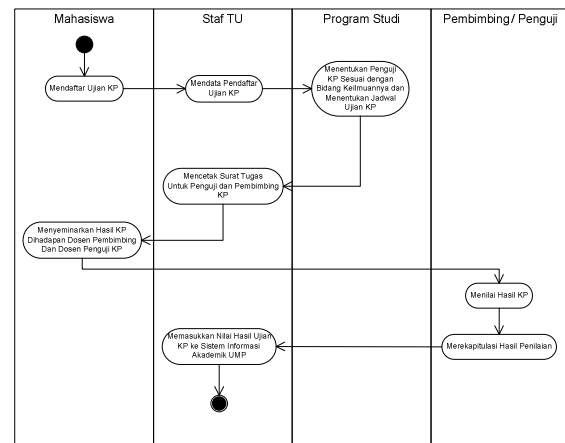 Mahasiswa
Staf TU
Program Studi
Pembimbing / Penguji
Mendaftar Ujian KP
Mendata Pendaftar
Ujian KP
Menentukan Penguji
KP Sesuai dengan
Bidang Keilmuannya dan
Menentukan Jadwal
Ujian KP
Mencetak Surat Tugas
Untuk Penguji dan Pembimbing
KP
Menyeminarkan Hasil KP
Dihadapan Dosen Pembimbing
Dan Dosen Penguji KP
Menilai Hasil KP
Merekapitulasi Hasil Penilaian
Memasukkan Nilai Hasil Ujian
KP ke Sistem Informasi
Akademik UMP